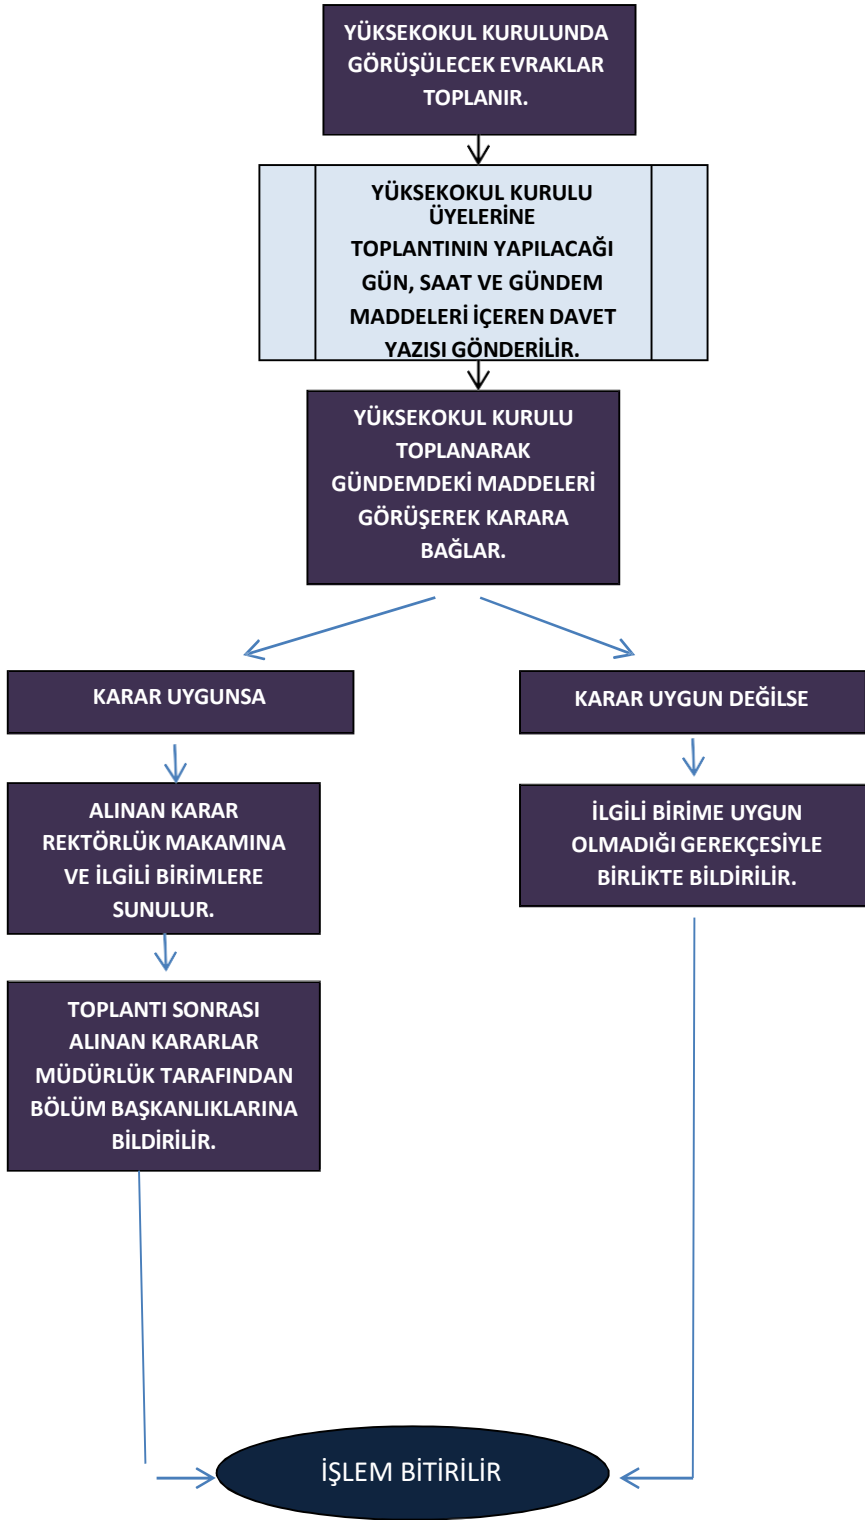 YÜKSEKOKUL KURULUNDA
GÖRÜŞÜLECEK EVRAKLAR
TOPLANIR.
YÜKSEKOKUL KURULU
ÜYELERİNE
TOPLANTININ YAPILACAĞI
GÜN, SAAT VE GÜNDEM
MADDELERİ İÇEREN DAVET
YAZISI GÖNDERİLİR.
YÜKSEKOKUL KURULU
TOPLANARAK
GÜNDEMDEKİ MADDELERİ
GÖRÜŞEREK KARARA
BAĞLAR.
KARAR UYGUNSA
ALINAN KARAR
REKTÖRLÜK MAKAMINA
VE İLGİLİ BİRİMLERE
SUNULUR.
TOPLANTI SONRASI
ALINAN KARARLAR
MÜDÜRLÜK TARAFINDAN
BÖLÜM BAŞKANLIKLARINA
BİLDİRİLİR.
KARAR UYGUN DEĞİLSE
İLGİLİ BİRİME UYGUN
OLMADIĞI GEREKÇESİYLE
BİRLİKTE BİLDİRİLİR.
İŞLEM BİTİRİLİR